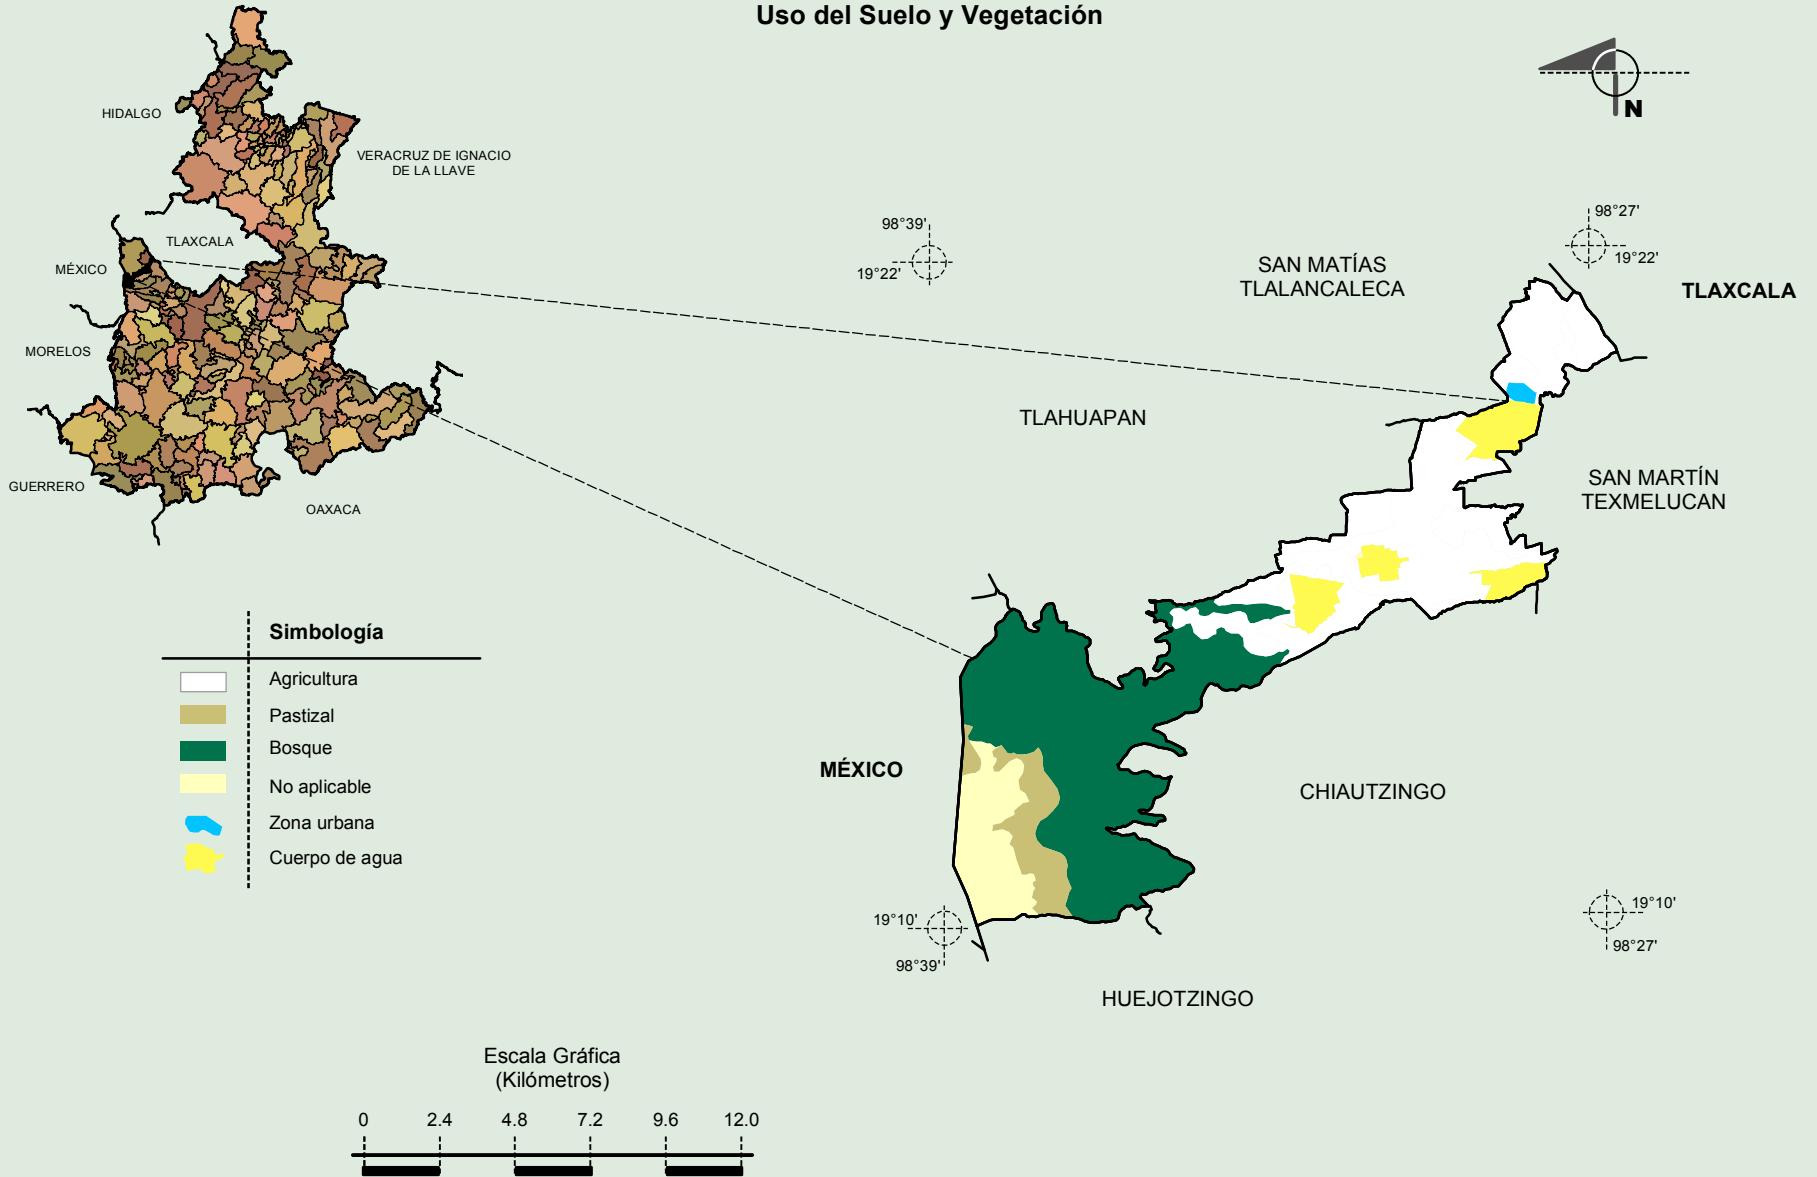 Uso del Suelo y Vegetación
N
HIDALGO
VERACRUZ DE IGNACIO
DE LA LLAVE
TLAXCALA
MÉXICO
MORELOS
GUERRERO
OAXACA
98°39'
19°22'
98°27'
19°22'
SAN MATÍAS
TLALANCALECA
TLAXCALA
TLAHUAPAN
SAN MARTÍN
TEXMELUCAN
MÉXICO
CHIAUTZINGO
19°10'
98°39'
19°10'
98°27'
HUEJOTZINGO
Simbología
Agricultura
Pastizal
Bosque
No aplicable
Zona urbana
Cuerpo de agua
Escala Gráfica
(Kilómetros)
0 2.4 4.8 7.2 9.6 12.0